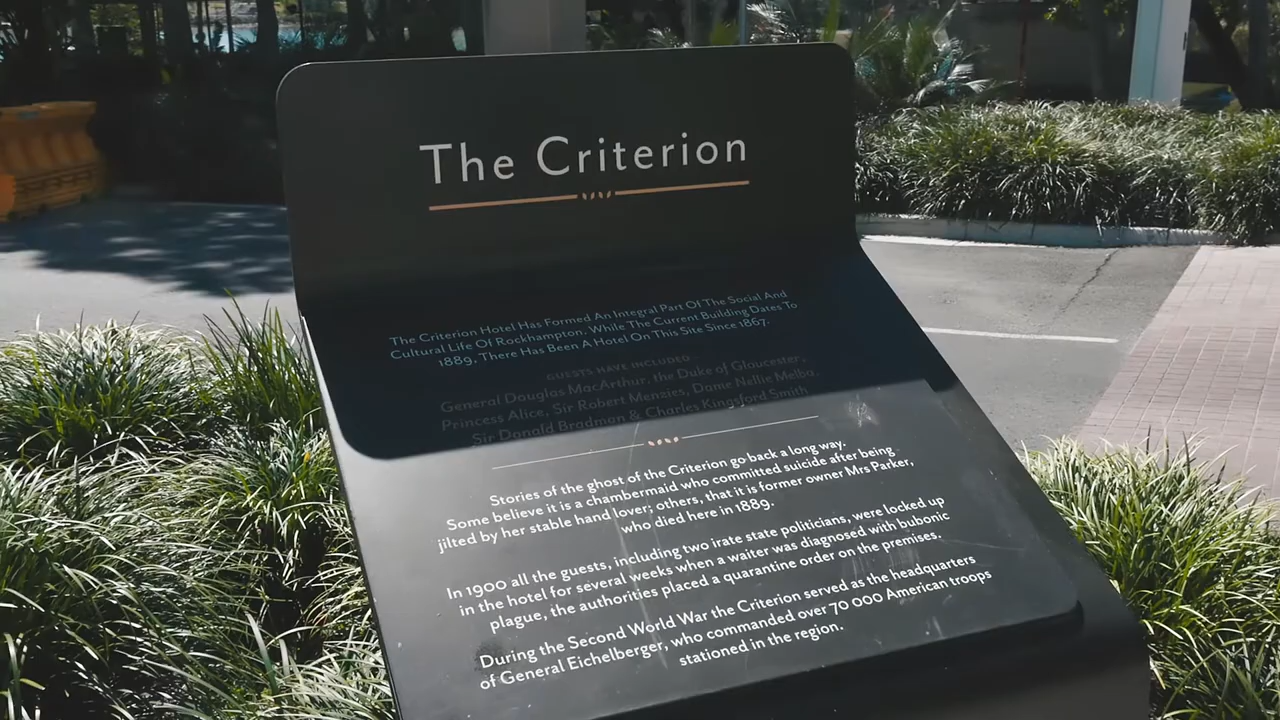 The Criterion
The Criterion Hotel Has Formed An Integral Part Of The Social And
Cultural Life Of Rockhampton. While The Current Building Dates To
1889, There Has Been A Hotel On This Site Since 1867.
GUESTS HAVE INCLUDED
General Douglas MacArthur, the Duke of Gloucester,
Princess Alice, Sir Robert Menzies, Dame Nellie Melba,
Sir Donald Bradman & Charles Kingsford Smith
Stories of the ghost of the Criterion go back a long way.
Some believe it is a chambermaid who committed suicide after being
jilted by her stable hand lover; others, that it is former owner Mrs Parker,
who died here in 1889.
In 1900 all the guests, including two irate state politicians, were locked up
in the hotel for several weeks when a waiter was diagnosed with bubonic
plague, the authorities placed a quarantine order on the premises.
During the Second World War the Criterion served as the headquarters
of General Eichelberger, who commanded over 70 000 American troops
stationed in the region.